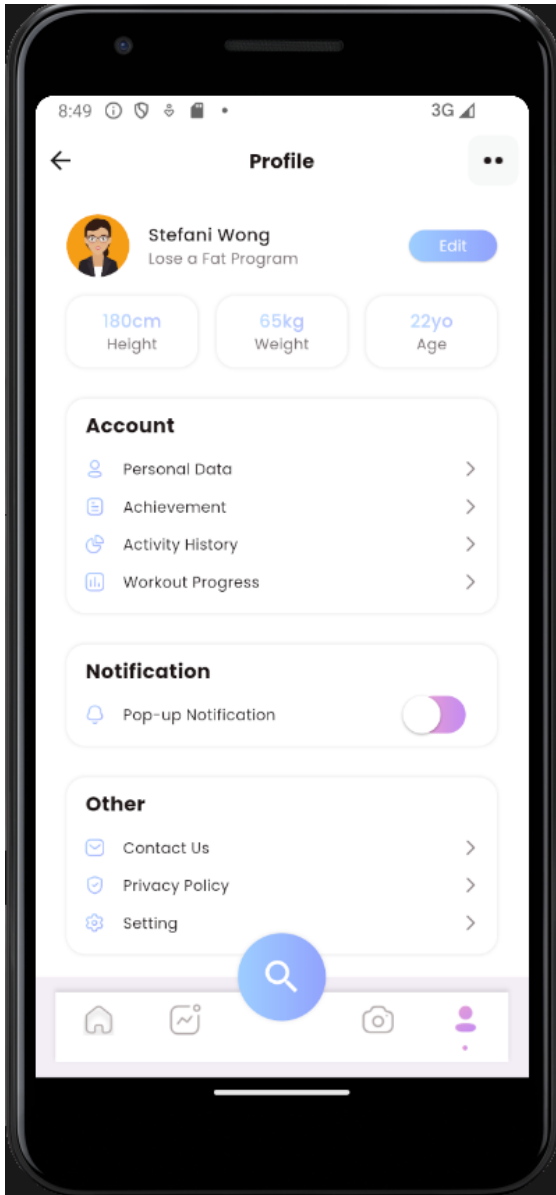 8:49 3G
Profile
Stefani Wong
Lose a Fat Program
Edit
180cm 65kg 22yo
Height Weight Age
Account
Personal Data
Achievement
Activity History
Workout Progress
Notification
Pop-up Notification
Other
Contact Us
Privacy Policy
Setting